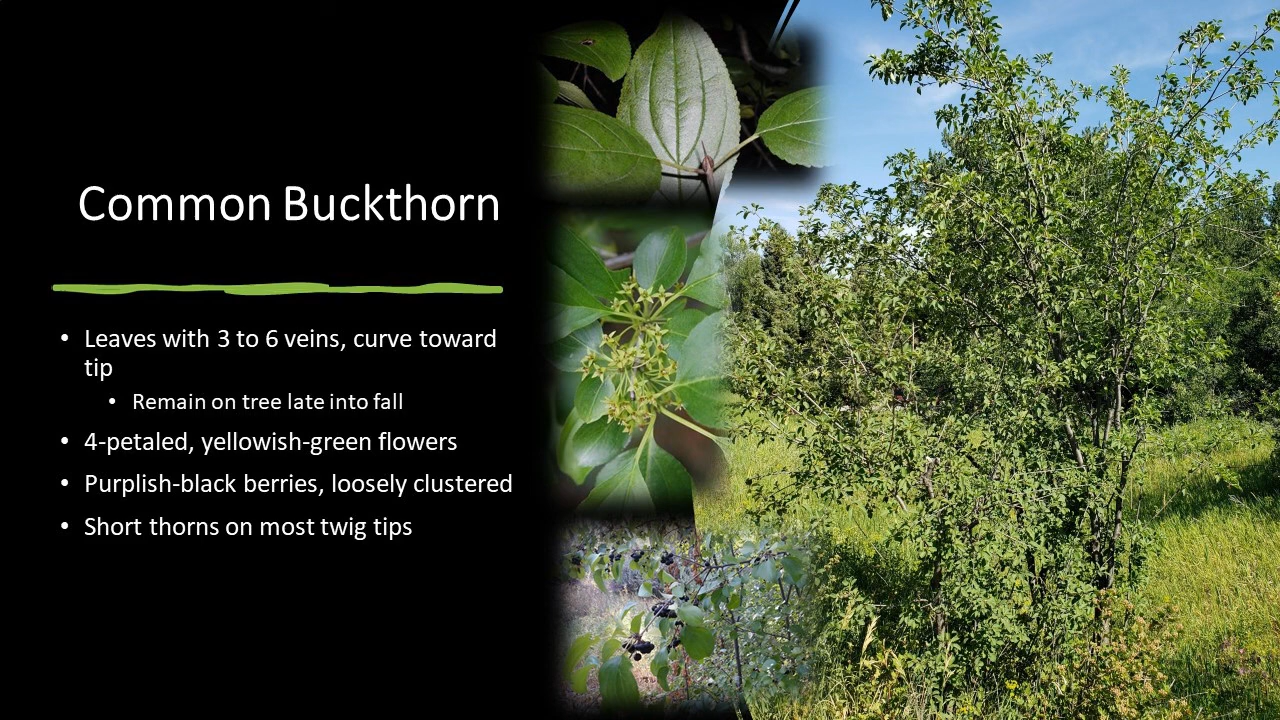 Common Buckthorn
• Leaves with 3 to 6 veins, curve toward
tip
• Remain on tree late into fall
• 4-petaled, yellowish-green flowers
• Purplish-black berries, loosely clustered
• Short thorns on most twig tips